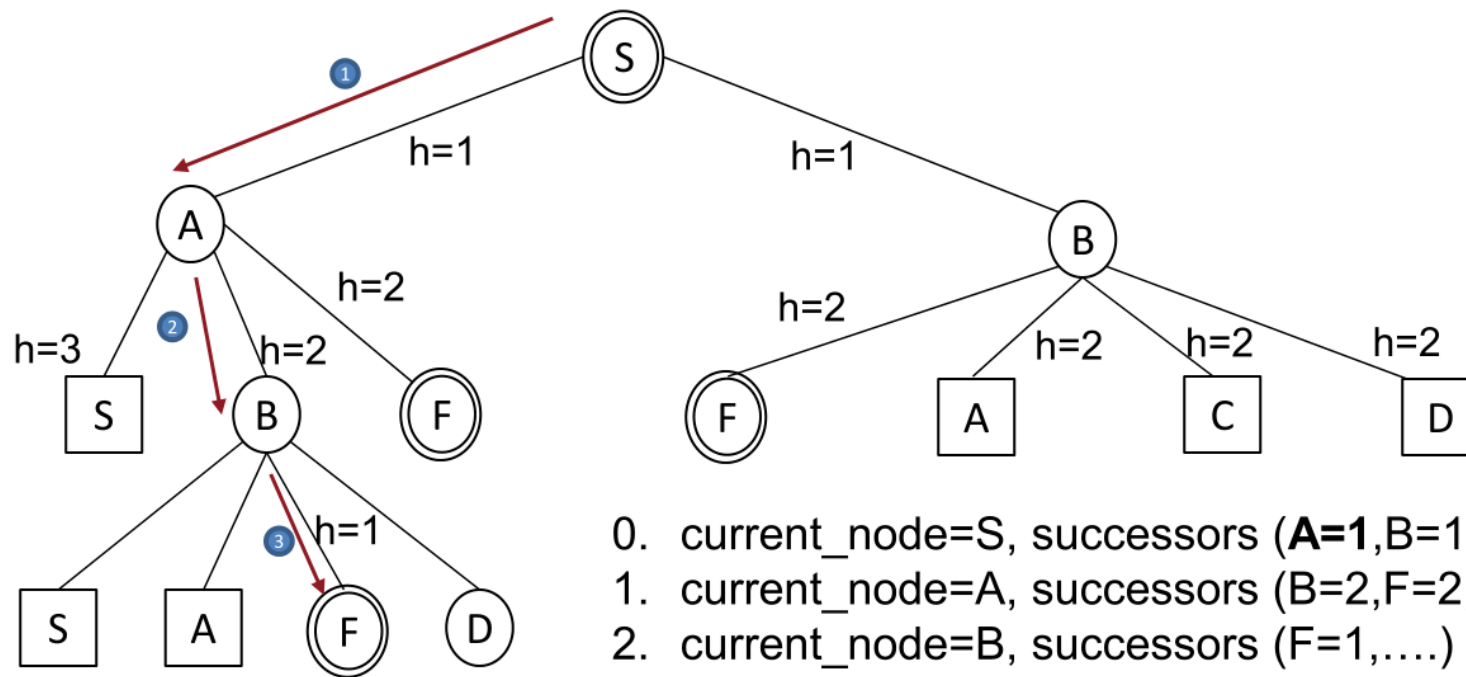 S
1
h=1
h=1
A
B
h=2
h=2
2
h=3
h=2
h=2
h=2
h=2
S
B
F
F
A
C
D
3
h=1
S
A
F
D
0. current_node=S, successors (A=1,B=1
1. current_node=A, successors (B=2,F=2
2. current_node=B, successors (F=1,....)